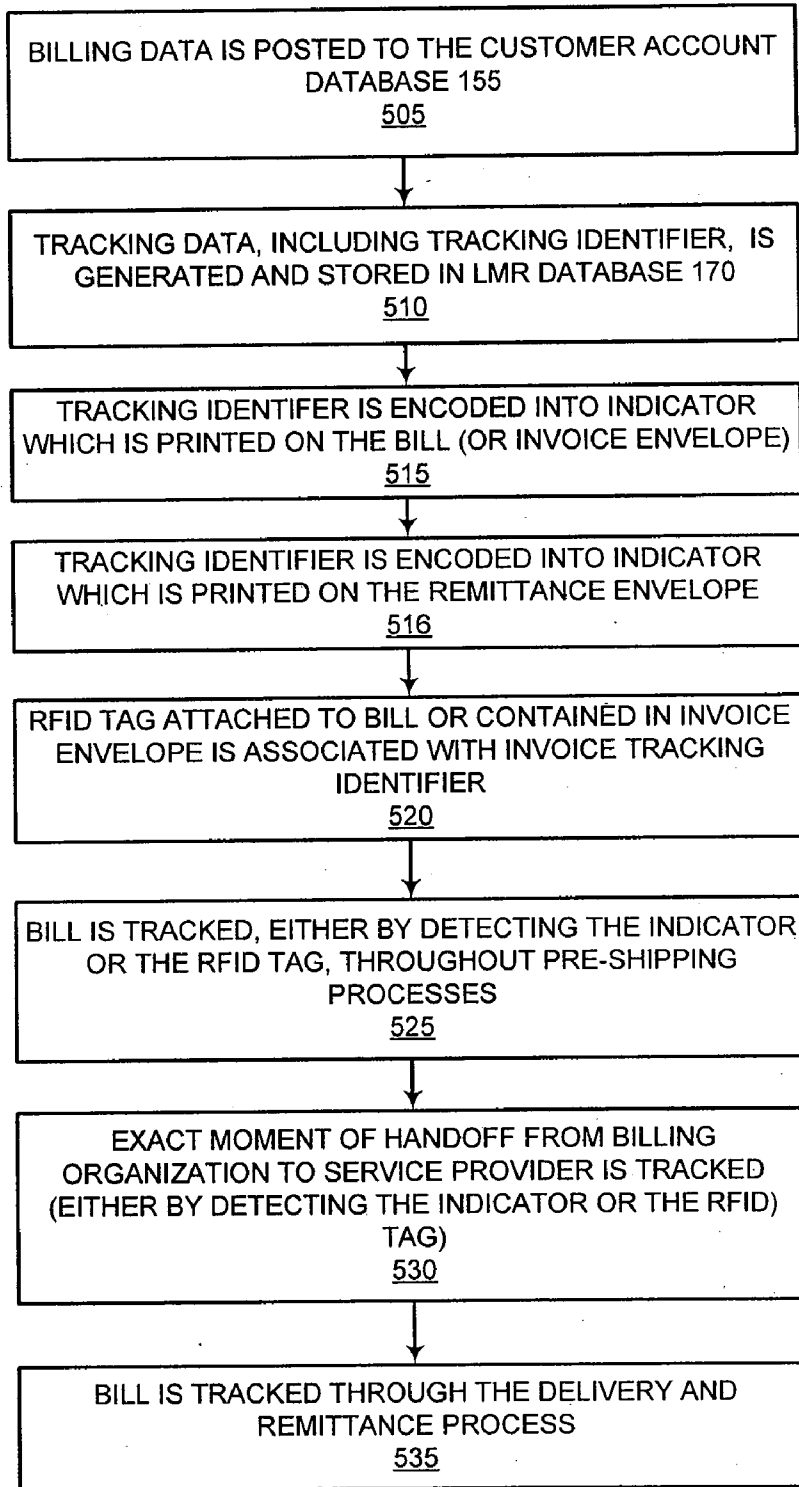 BILLING DATA IS POSTED TO THE CUSTOMER ACCOUNT
DATABASE 155
505
TRACKING DATA, INCLUDING TRACKING IDENTIFIER, IS
GENERATED AND STORED IN LMR DATABASE 170
510
TRACKING IDENTIFER IS ENCODED INTO INDICATOR
WHICH IS PRINTED ON THE BILL (OR INVOICE ENVELOPE)
515
TRACKING IDENTIFIER IS ENCODED INTO INDICATOR
WHICH IS PRINTED ON THE REMITTANCE ENVELOPE
516
RFID TAG ATTACHED TO BILL OR CONTAINED IN INVOICE
ENVELOPE IS ASSOCIATED WITH INVOICE TRACKING
IDENTIFIER
520
BILL IS TRACKED, EITHER BY DETECTING THE INDICATOR
OR THE RFID TAG, THROUGHOUT PRE-SHIPPING
PROCESSES
525
EXACT MOMENT OF HANDOFF FROM BILLING
ORGANIZATION TO SERVICE PROVIDER IS TRACKED
(EITHER BY DETECTING THE INDICATOR OR THE RFID)
TAG)
530
BILL IS TRACKED THROUGH THE DELIVERY AND
REMITTANCE PROCESS
535